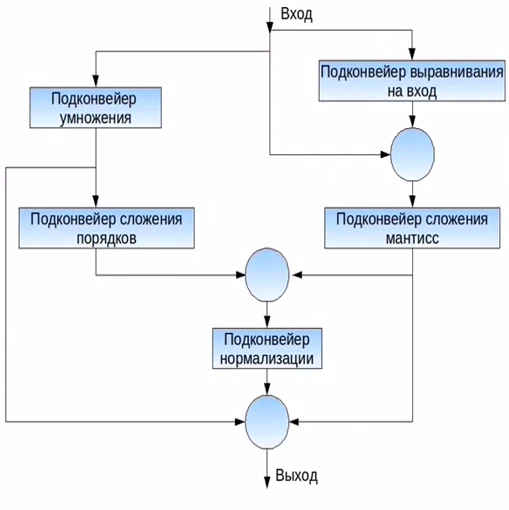 Вход
Подконвейер выравнивания
на вход
Подконвейер
умножения
Подконвейер сложения
порядков
Подконвейер сложения
мантисс
Подконвейер
нормализации
Выход